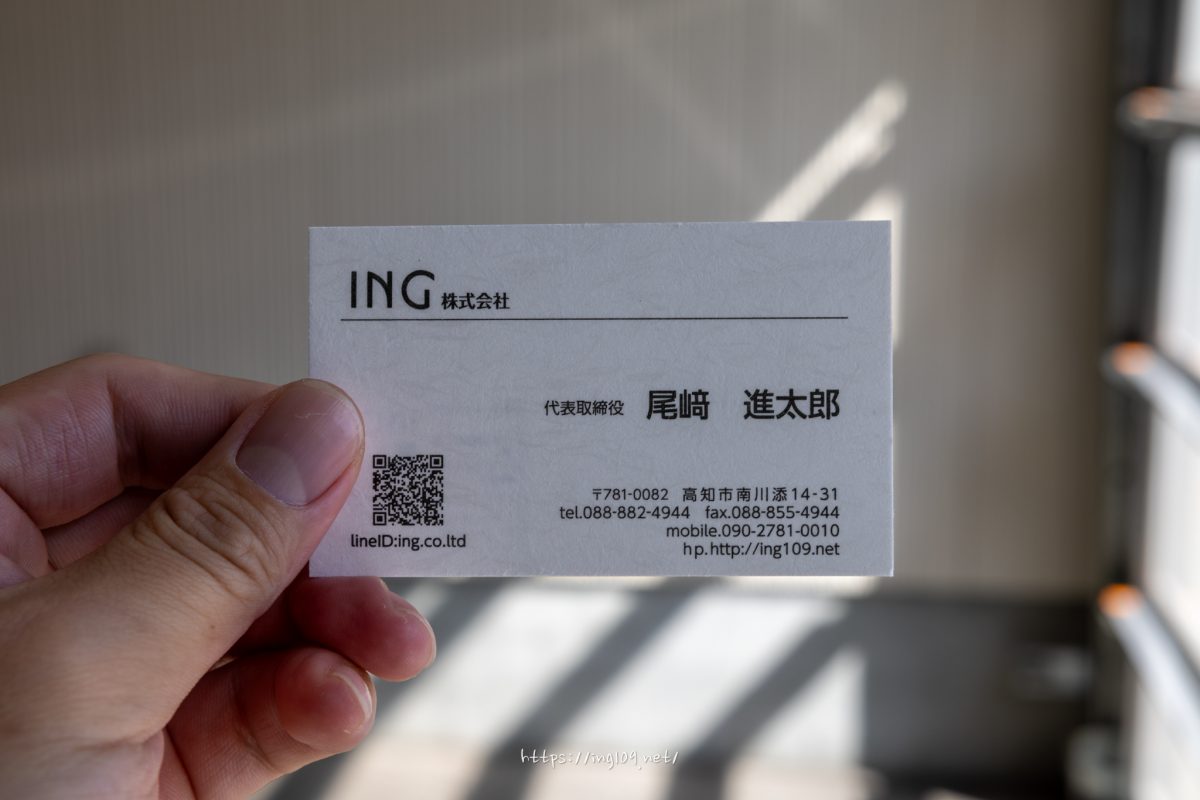 ING 株式会社
代表取締役 尾﨑 進太郎
〒781-0082 高知市南川添14-31
tel.088-882-4944 fax.088-855-4944
mobile.090-2781-0010
hp.http://ing109.net
lineID:ing.co.ltd
https://ing109.net/